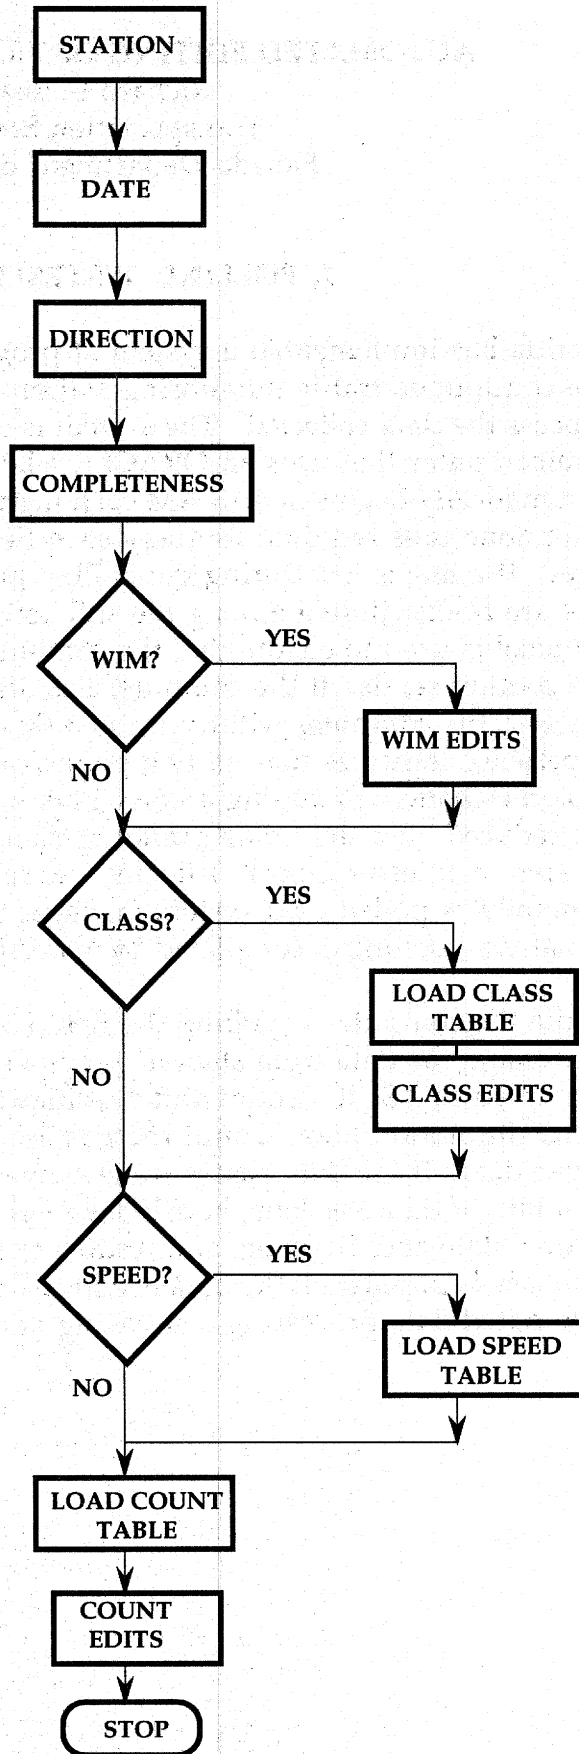 STATION
DATE
DIRECTION
COMPLETENESS
WIM?
YES
WIM EDITS
NO
CLASS?
YES
LOAD CLASS
TABLE
NO
CLASS EDITS
SPEED?
YES
LOAD SPEED
TABLE
NO
LOAD COUNT
TABLE
COUNT
EDITS
STOP